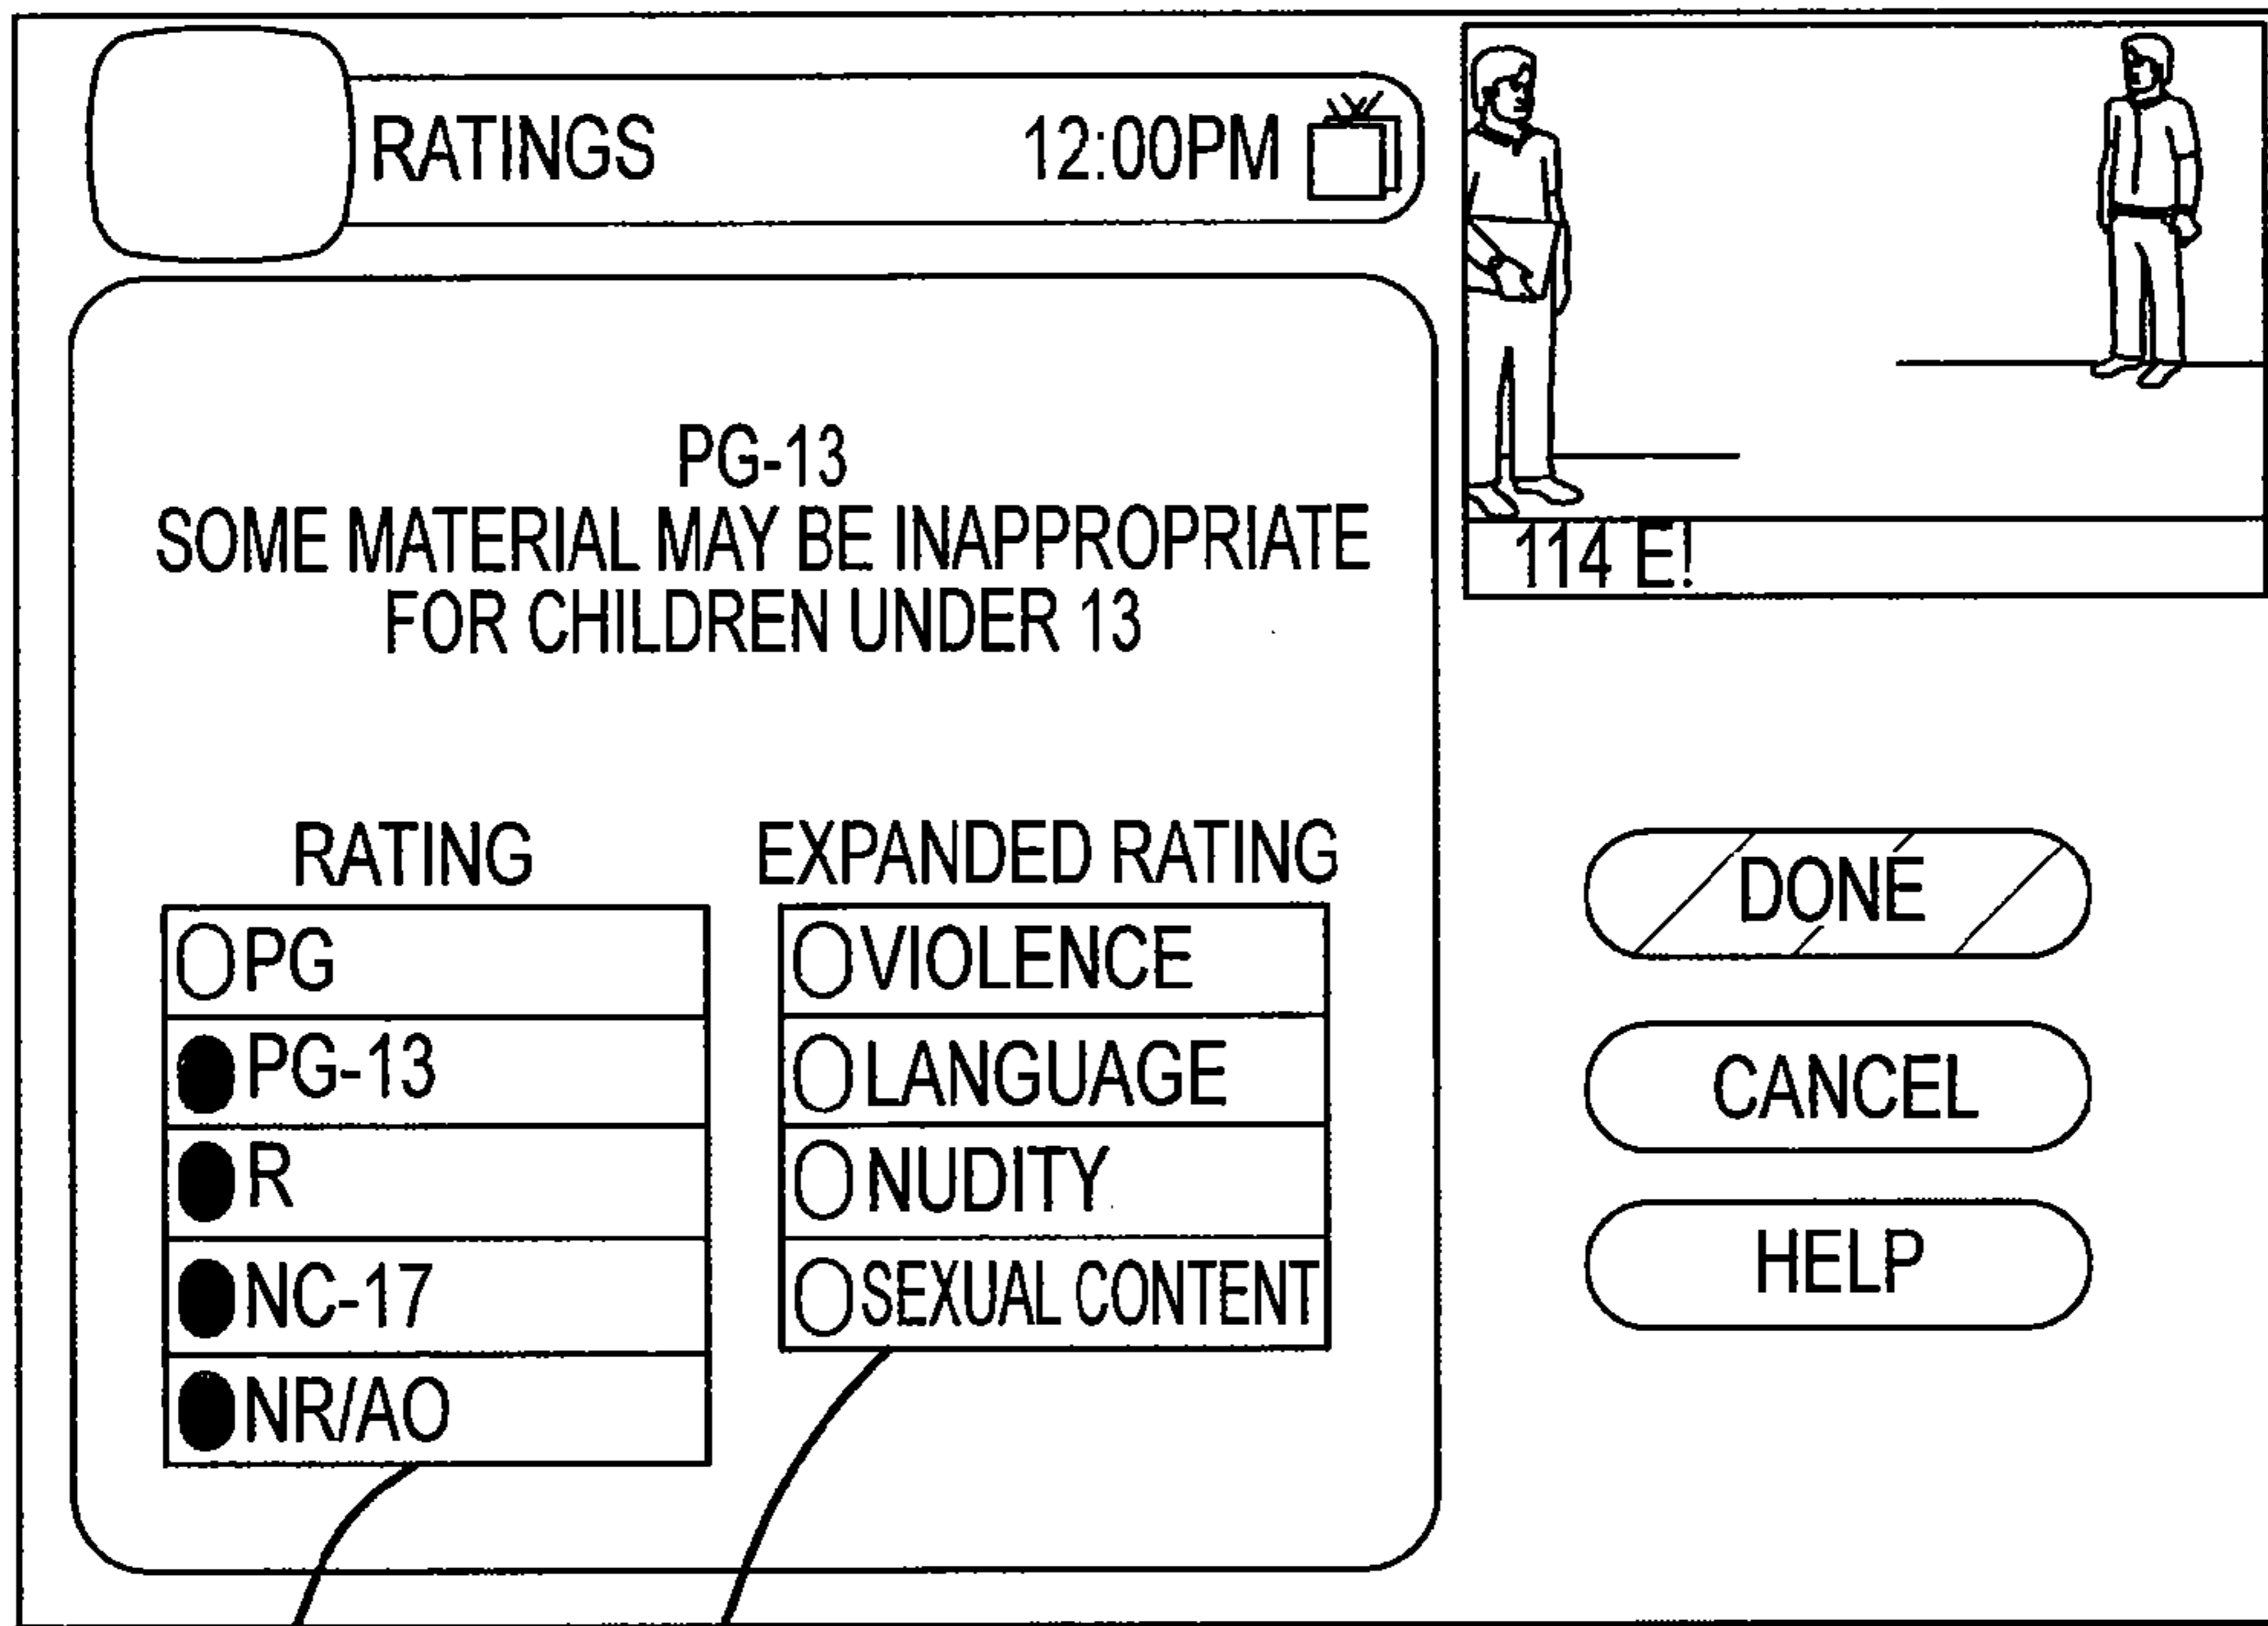 RATINGS 12:00PM
PG-13
SOME MATERIAL MAY BE INAPPROPRIATE
FOR CHILDREN UNDER 13
RATING
PG
PG-13
R
NC-17
NR/AO
EXPANDED RATING
VIOLENCE
LANGUAGE
NUDITY
SEXUAL CONTENT
114 E!
DONE
CANCEL
HELP